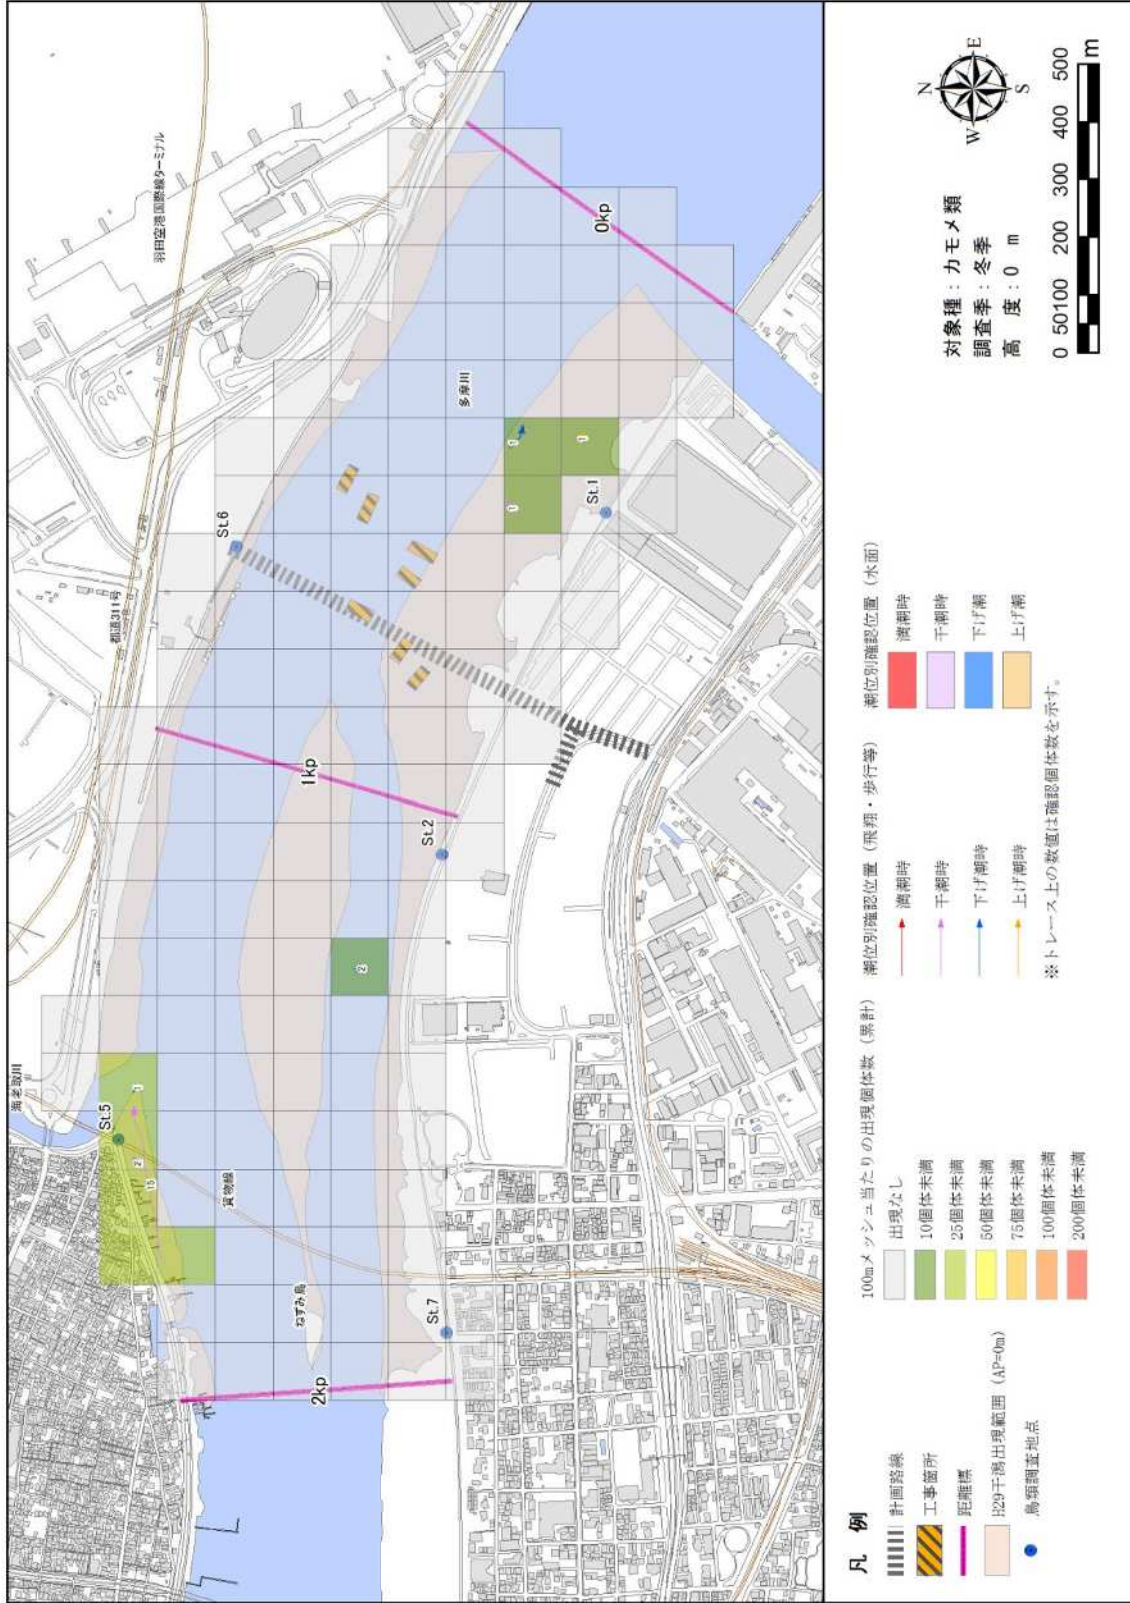 羽田空港国際線ターミナル
海老取川
都道311号
St.5
St.6
1
2
15
貨物線
多摩川
1kp
0kp
2kp
ねずみ島
2
1
1
1
St.1
St.2
St.7
凡 例
計画路線
工事箇所
距離標
H29干潟出現範囲 (AP=0m)
鳥類調査地点
100mメッシュ当たりの出現個体数 (累計)
出現なし
10個体未満
25個体未満
50個体未満
75個体未満
100個体未満
200個体未満
潮位別確認位置 (飛翔・歩行等)
満潮時
干潮時
下げ潮時
上げ潮時
※トレース上の数値は確認個体数を示す。
潮位別確認位置 (水面)
満潮時
干潮時
下げ潮
上げ潮
対象種：カモメ類
調査季：冬季
高 度：0 m
N
W
E
S
0 50100 200 300 400 500
m